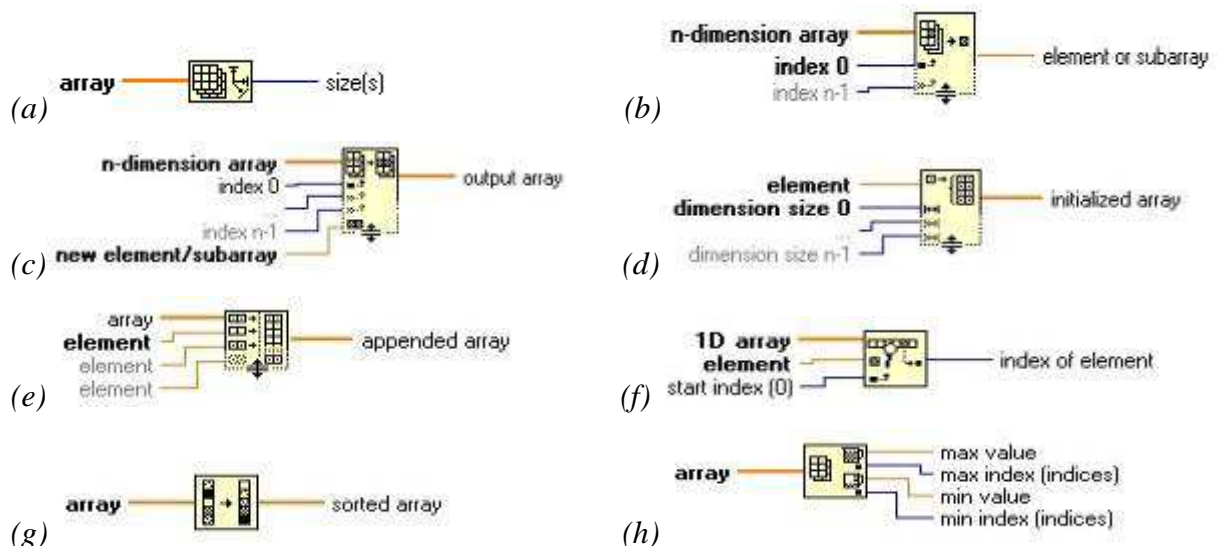 (a)
array
size(s)
(b)
n-dimension array
index 0
index n-1
element or subarray
(c)
n-dimension array
index 0
index n-1
new element/subarray
output array
(d)
element
dimension size 0
..
dimension size n-1
initialized array
(e)
array
element
element
element
appended array
(f)
1D array
element
start index (0)
index of element
(g)
array
sorted array
(h)
array
max value
max index (indices)
min value
min index (indices)